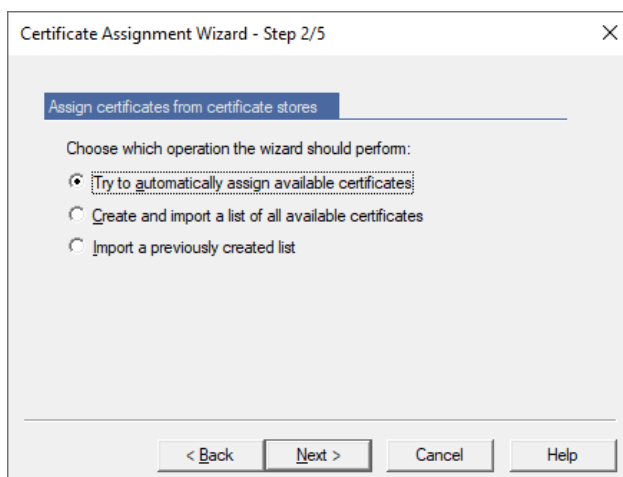 Certificate Assignment Wizard - Step 2/5
Assign certificates from certificate stores
Choose which operation the wizard should perform:
Try to automatically assign available certificates
Create and import a list of all available certificates
Import a previously created list
< Back Next > Cancel Help